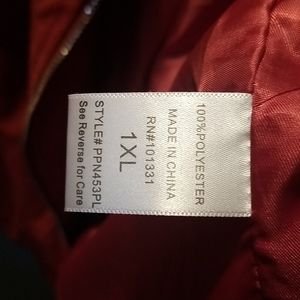 100%POLYESTER
MADE IN CHINA
RN#101331
1XL
STYLE# PPN453PL
See Reverse for Care